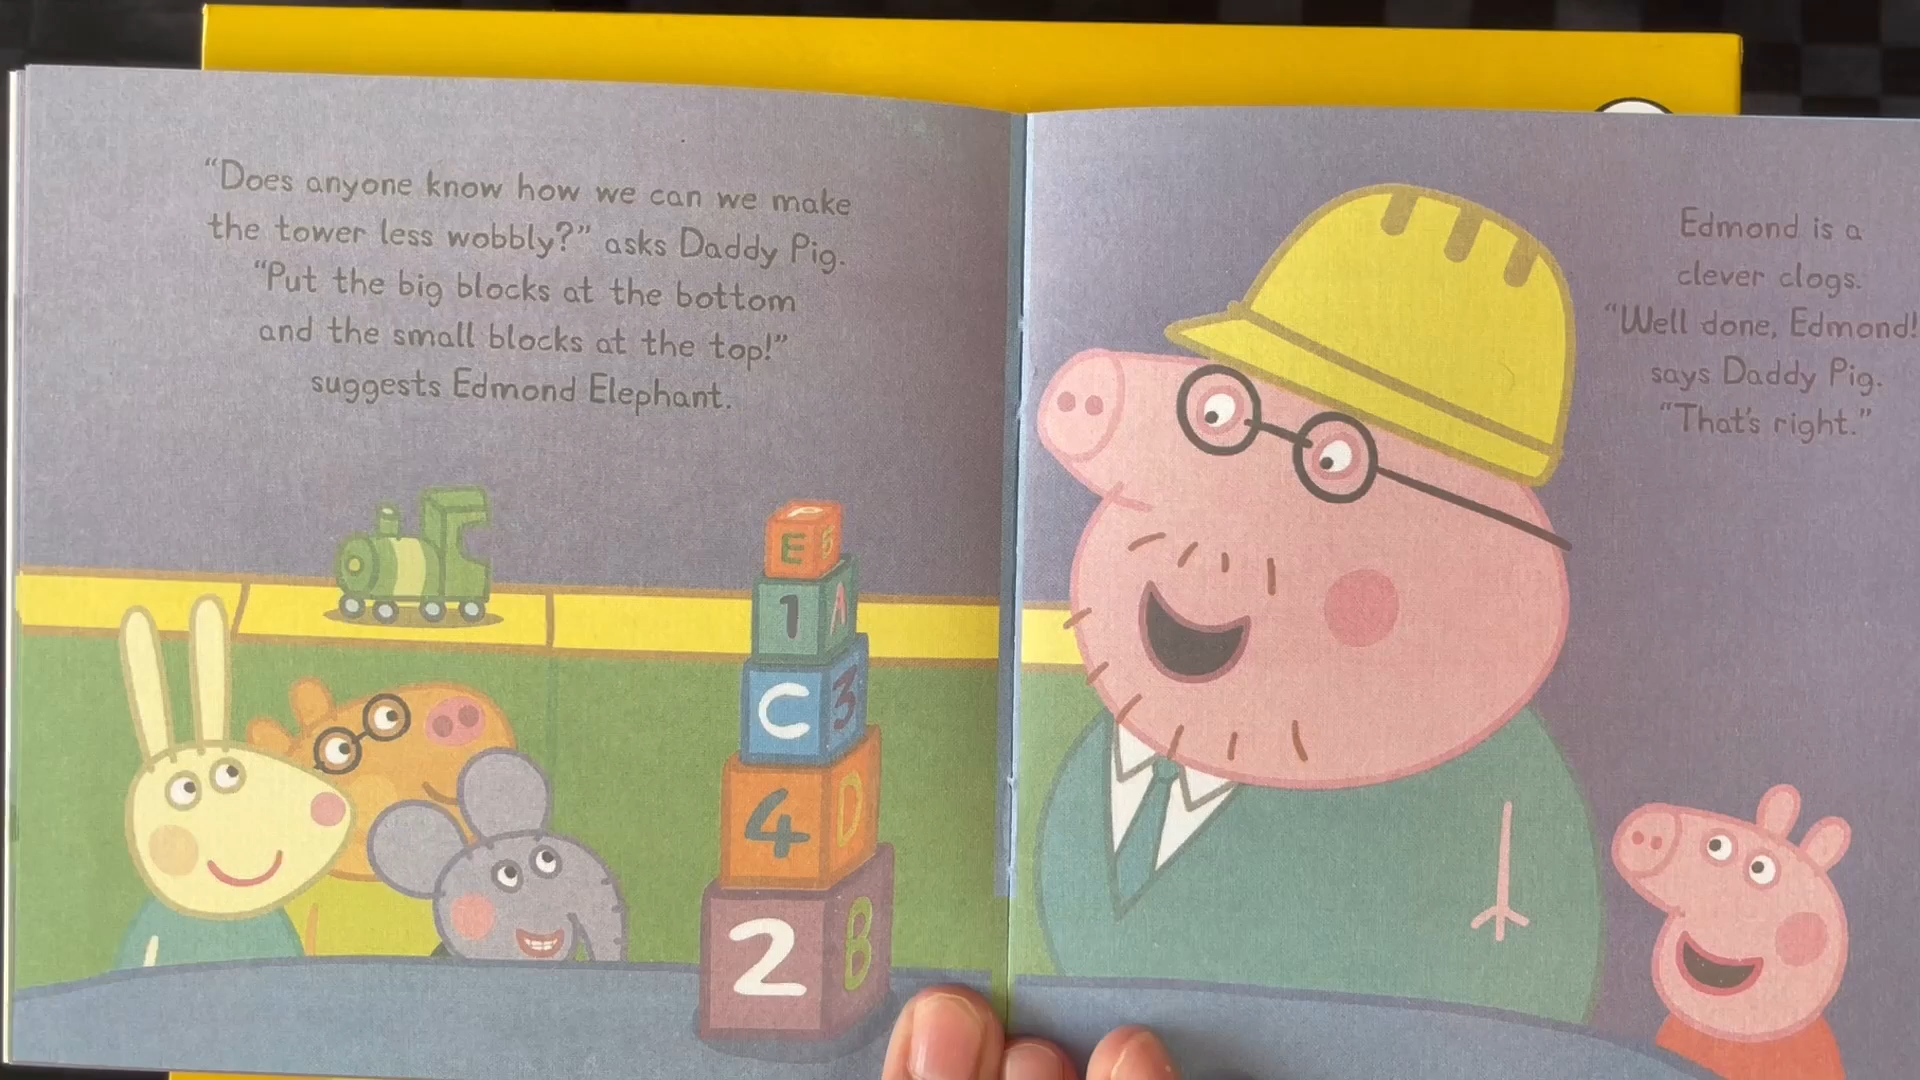 “Does anyone know how we can we make
the tower less wobbly?” asks Daddy Pig.
“Put the big blocks at the bottom
and the small blocks at the top!”
suggests Edmond Elephant.
P
E 5
1 A
C 3
4 D
2 B
Edmond is a
clever clogs.
“Well done, Edmond!
says Daddy Pig.
“That's right.”